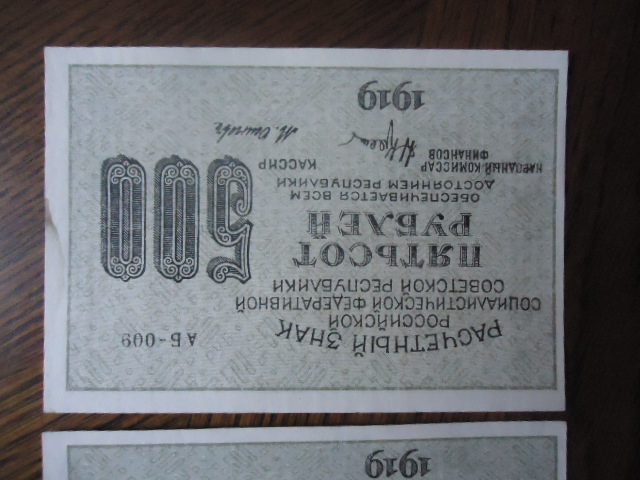 РАСЧЕТНЫЙ ЗНАК
РОССИЙСКОЙ
СОЦИАЛИСТИЧЕСКОЙ ФЕДЕРАТИВНОЙ
СОВЕТСКОЙ РЕСПУБЛИКИ
АБ-009
ПЯТЬСОТ
РУБЛЕЙ
500
ОБЕСПЕЧИВАЕТСЯ ВСЕМ
ДОСТОЯНИЕМ РЕСПУБЛИКИ
НАРОДНЫЙ КОМИССАР
ФИНАНСОВ
КАССИР
1919
1919